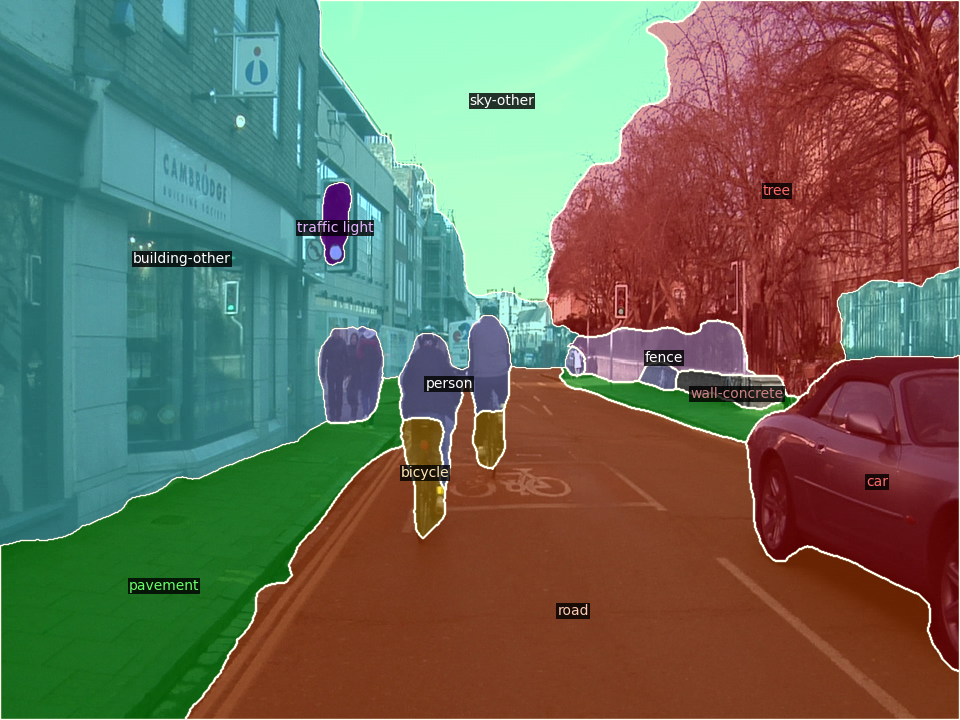 sky-other
tree
CAMBRIDGE
BUILDING SOCIETY
traffic light
building-other
fence
person
wall-concrete
bicycle
car
pavement
road